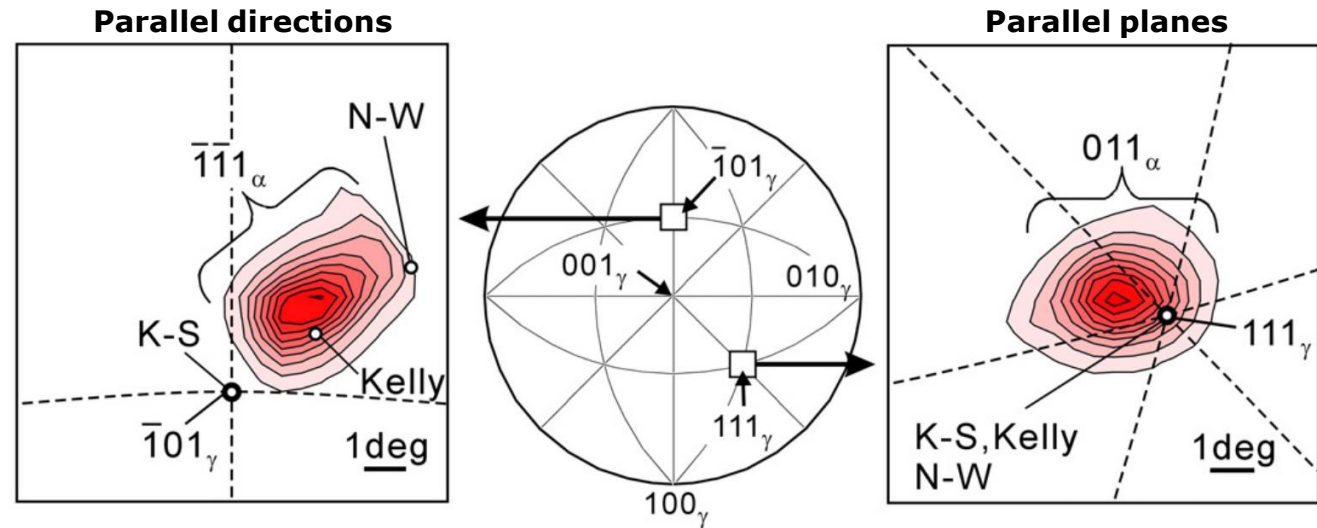 Parallel directions
Parallel planes
N-W
1̅1̅1α
K-S
Kelly
1̅01γ
1deg
1̅01γ
001γ
010γ
111γ
100γ
011α
111γ
K-S,Kelly
N-W
1deg